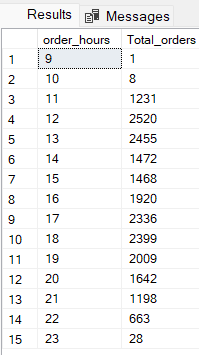 Results Messages
order_hours Total_orders
1 9 1
2 10 8
3 11 1231
4 12 2520
5 13 2455
6 14 1472
7 15 1468
8 16 1920
9 17 2336
10 18 2399
11 19 2009
12 20 1642
13 21 1198
14 22 663
15 23 28